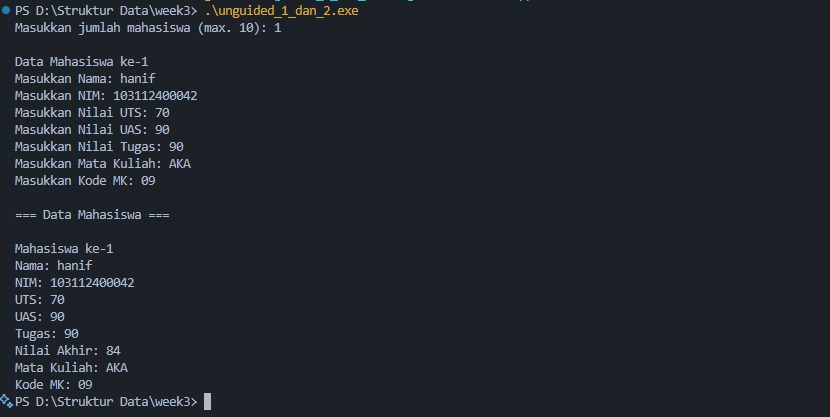 PS D:\Struktur Data\week3> .\unguided_1_dan_2.exe
Masukkan jumlah mahasiswa (max. 10): 1
Data Mahasiswa ke-1
Masukkan Nama: hanif
Masukkan NIM: 103112400042
Masukkan Nilai UTS: 70
Masukkan Nilai UAS: 90
Masukkan Nilai Tugas: 90
Masukkan Mata Kuliah: AKA
Masukkan Kode MK: 09
=== Data Mahasiswa ===
Mahasiswa ke-1
Nama: hanif
NIM: 103112400042
UTS: 70
UAS: 90
Tugas: 90
Nilai Akhir: 84
Mata Kuliah: AKA
Kode MK: 09
PS D:\Struktur Data\week3>